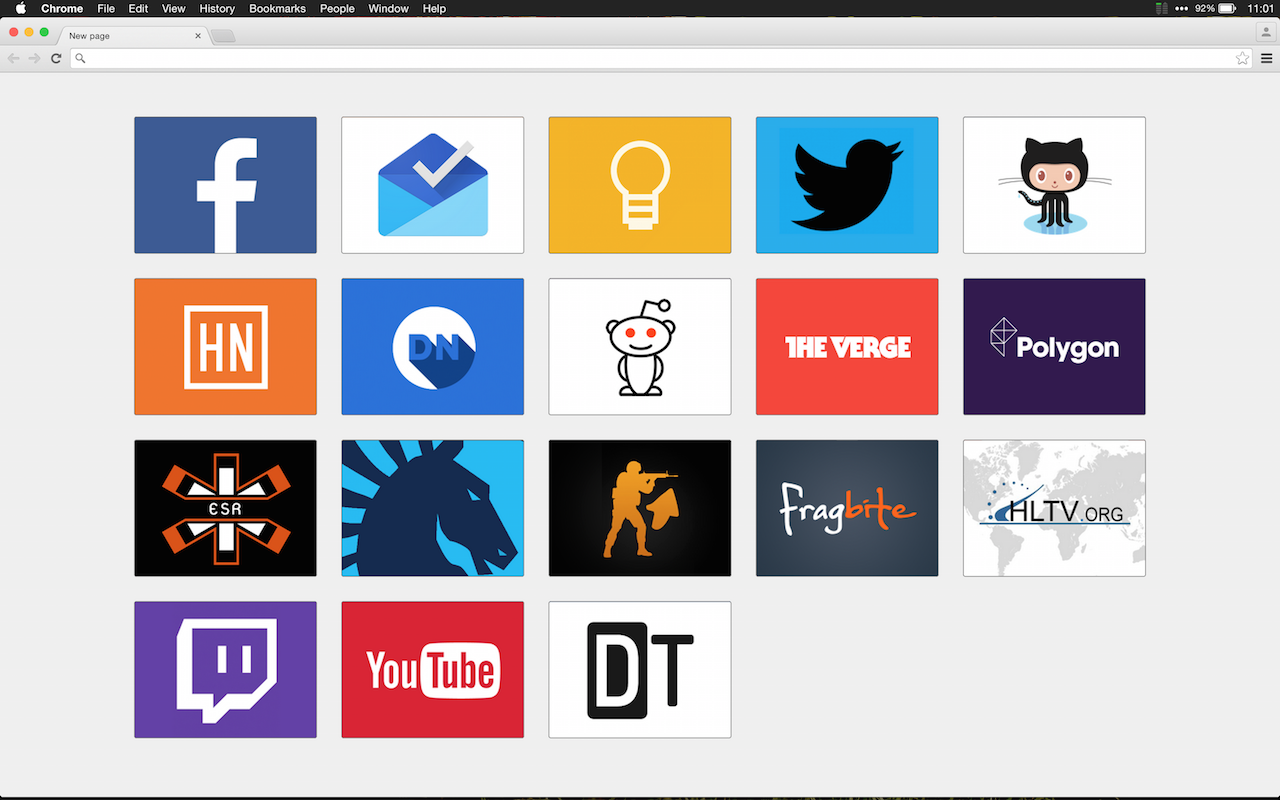 Chrome File Edit View History Bookmarks People Window Help 92% 11:01
New page
f
HN
DN
THE VERGE
Polygon
ESR
fragbite
HLTV.ORG
YouTube
DT